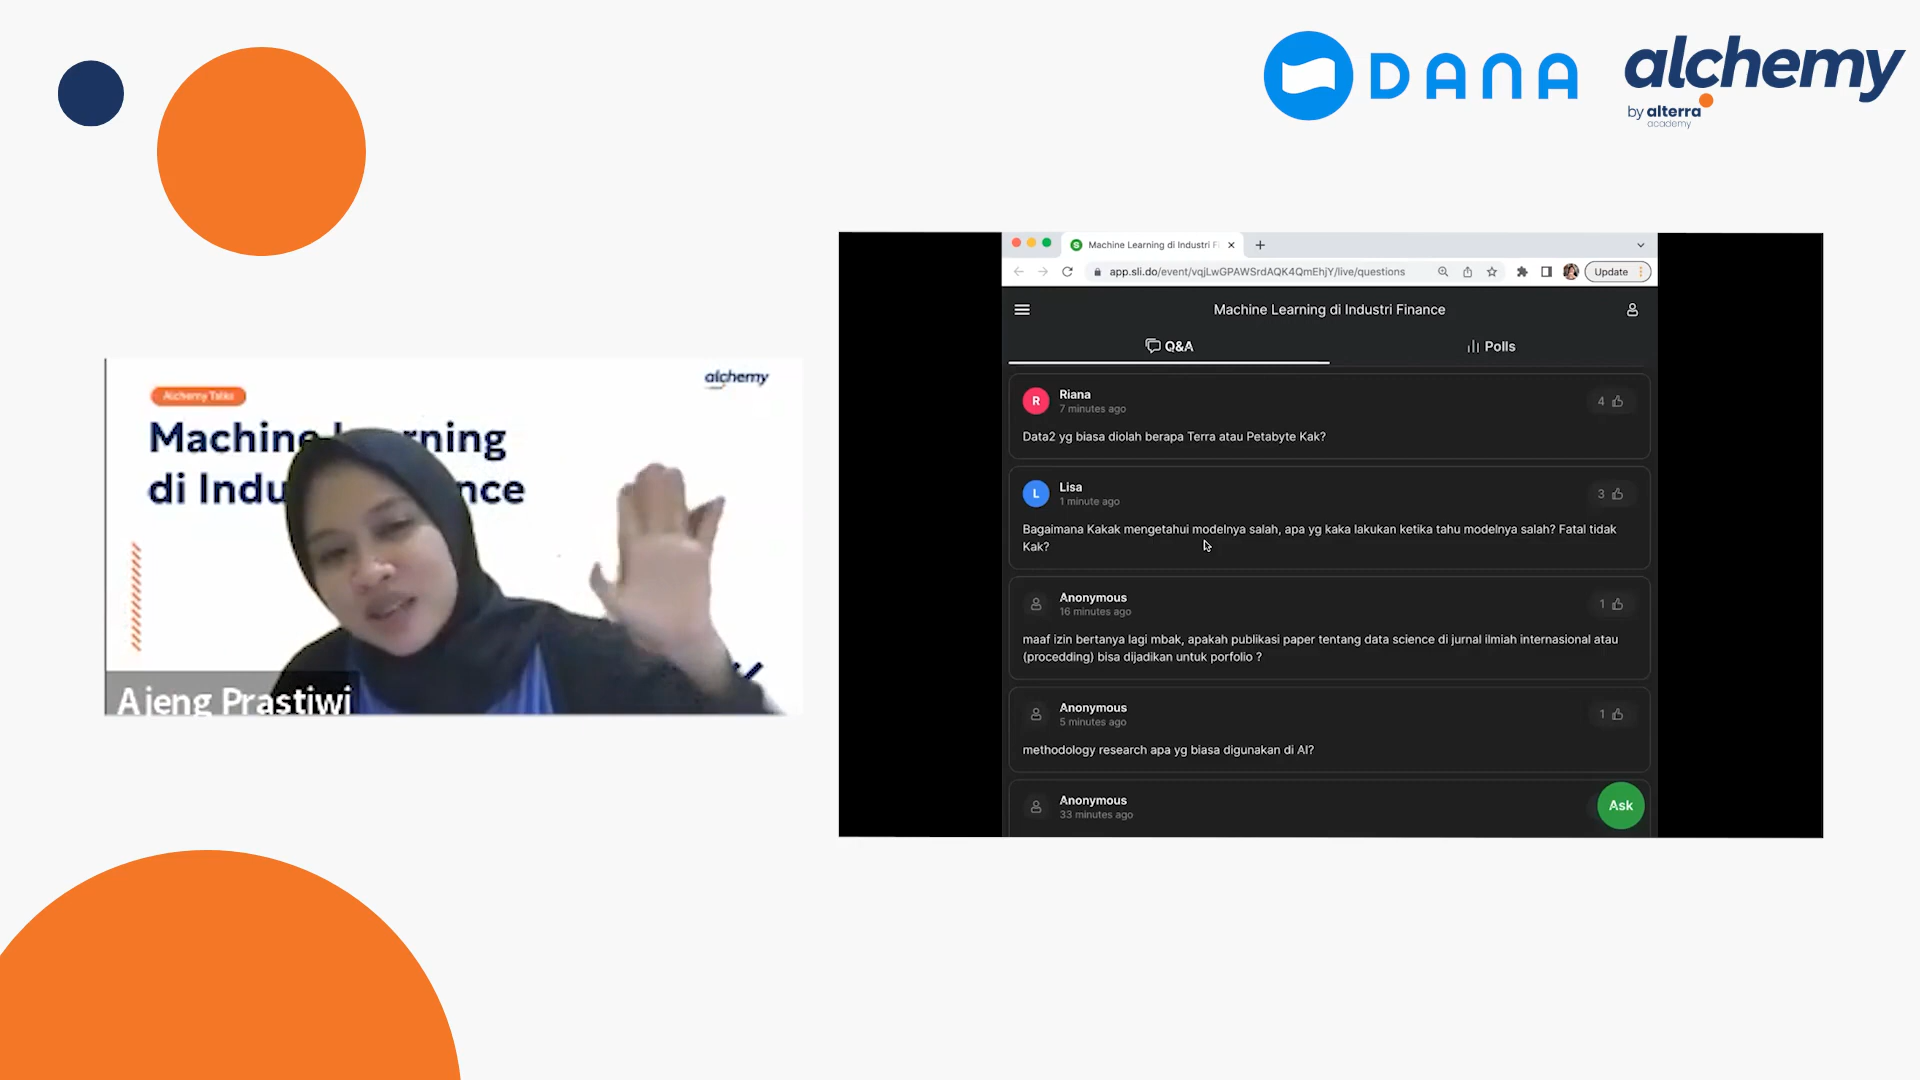 DANA
alchemy
by alterra
academy
alchemy
Alchemy Talks
Machine Learning
di Indu nce
Ajeng Prastiwi
Machine Learning di Industri F
app.sli.do/event/vqjLwGPAWSrdAQK4QmEhjY/live/questions
Update
Machine Learning di Industri Finance
Q&A
Polls
R
Riana
7 minutes ago
4
Data2 yg biasa diolah berapa Terra atau Petabyte Kak?
L
Lisa
1 minute ago
3
Bagaimana Kakak mengetahui modelnya salah, apa yg kaka lakukan ketika tahu modelnya salah? Fatal tidak
Kak?
Anonymous
16 minutes ago
1
maaf izin bertanya lagi mbak, apakah publikasi paper tentang data science di jurnal ilmiah internasional atau
(procedding) bisa dijadikan untuk porfolio ?
Anonymous
5 minutes ago
1
methodology research apa yg biasa digunakan di AI?
Anonymous
33 minutes ago
Ask